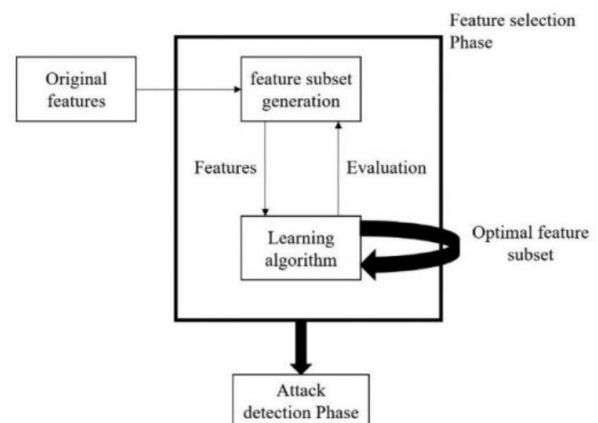 Feature selection
Phase
Original
features
feature subset
generation
Features
Evaluation
Learning
algorithm
Optimal feature
subset
Attack
detection Phase